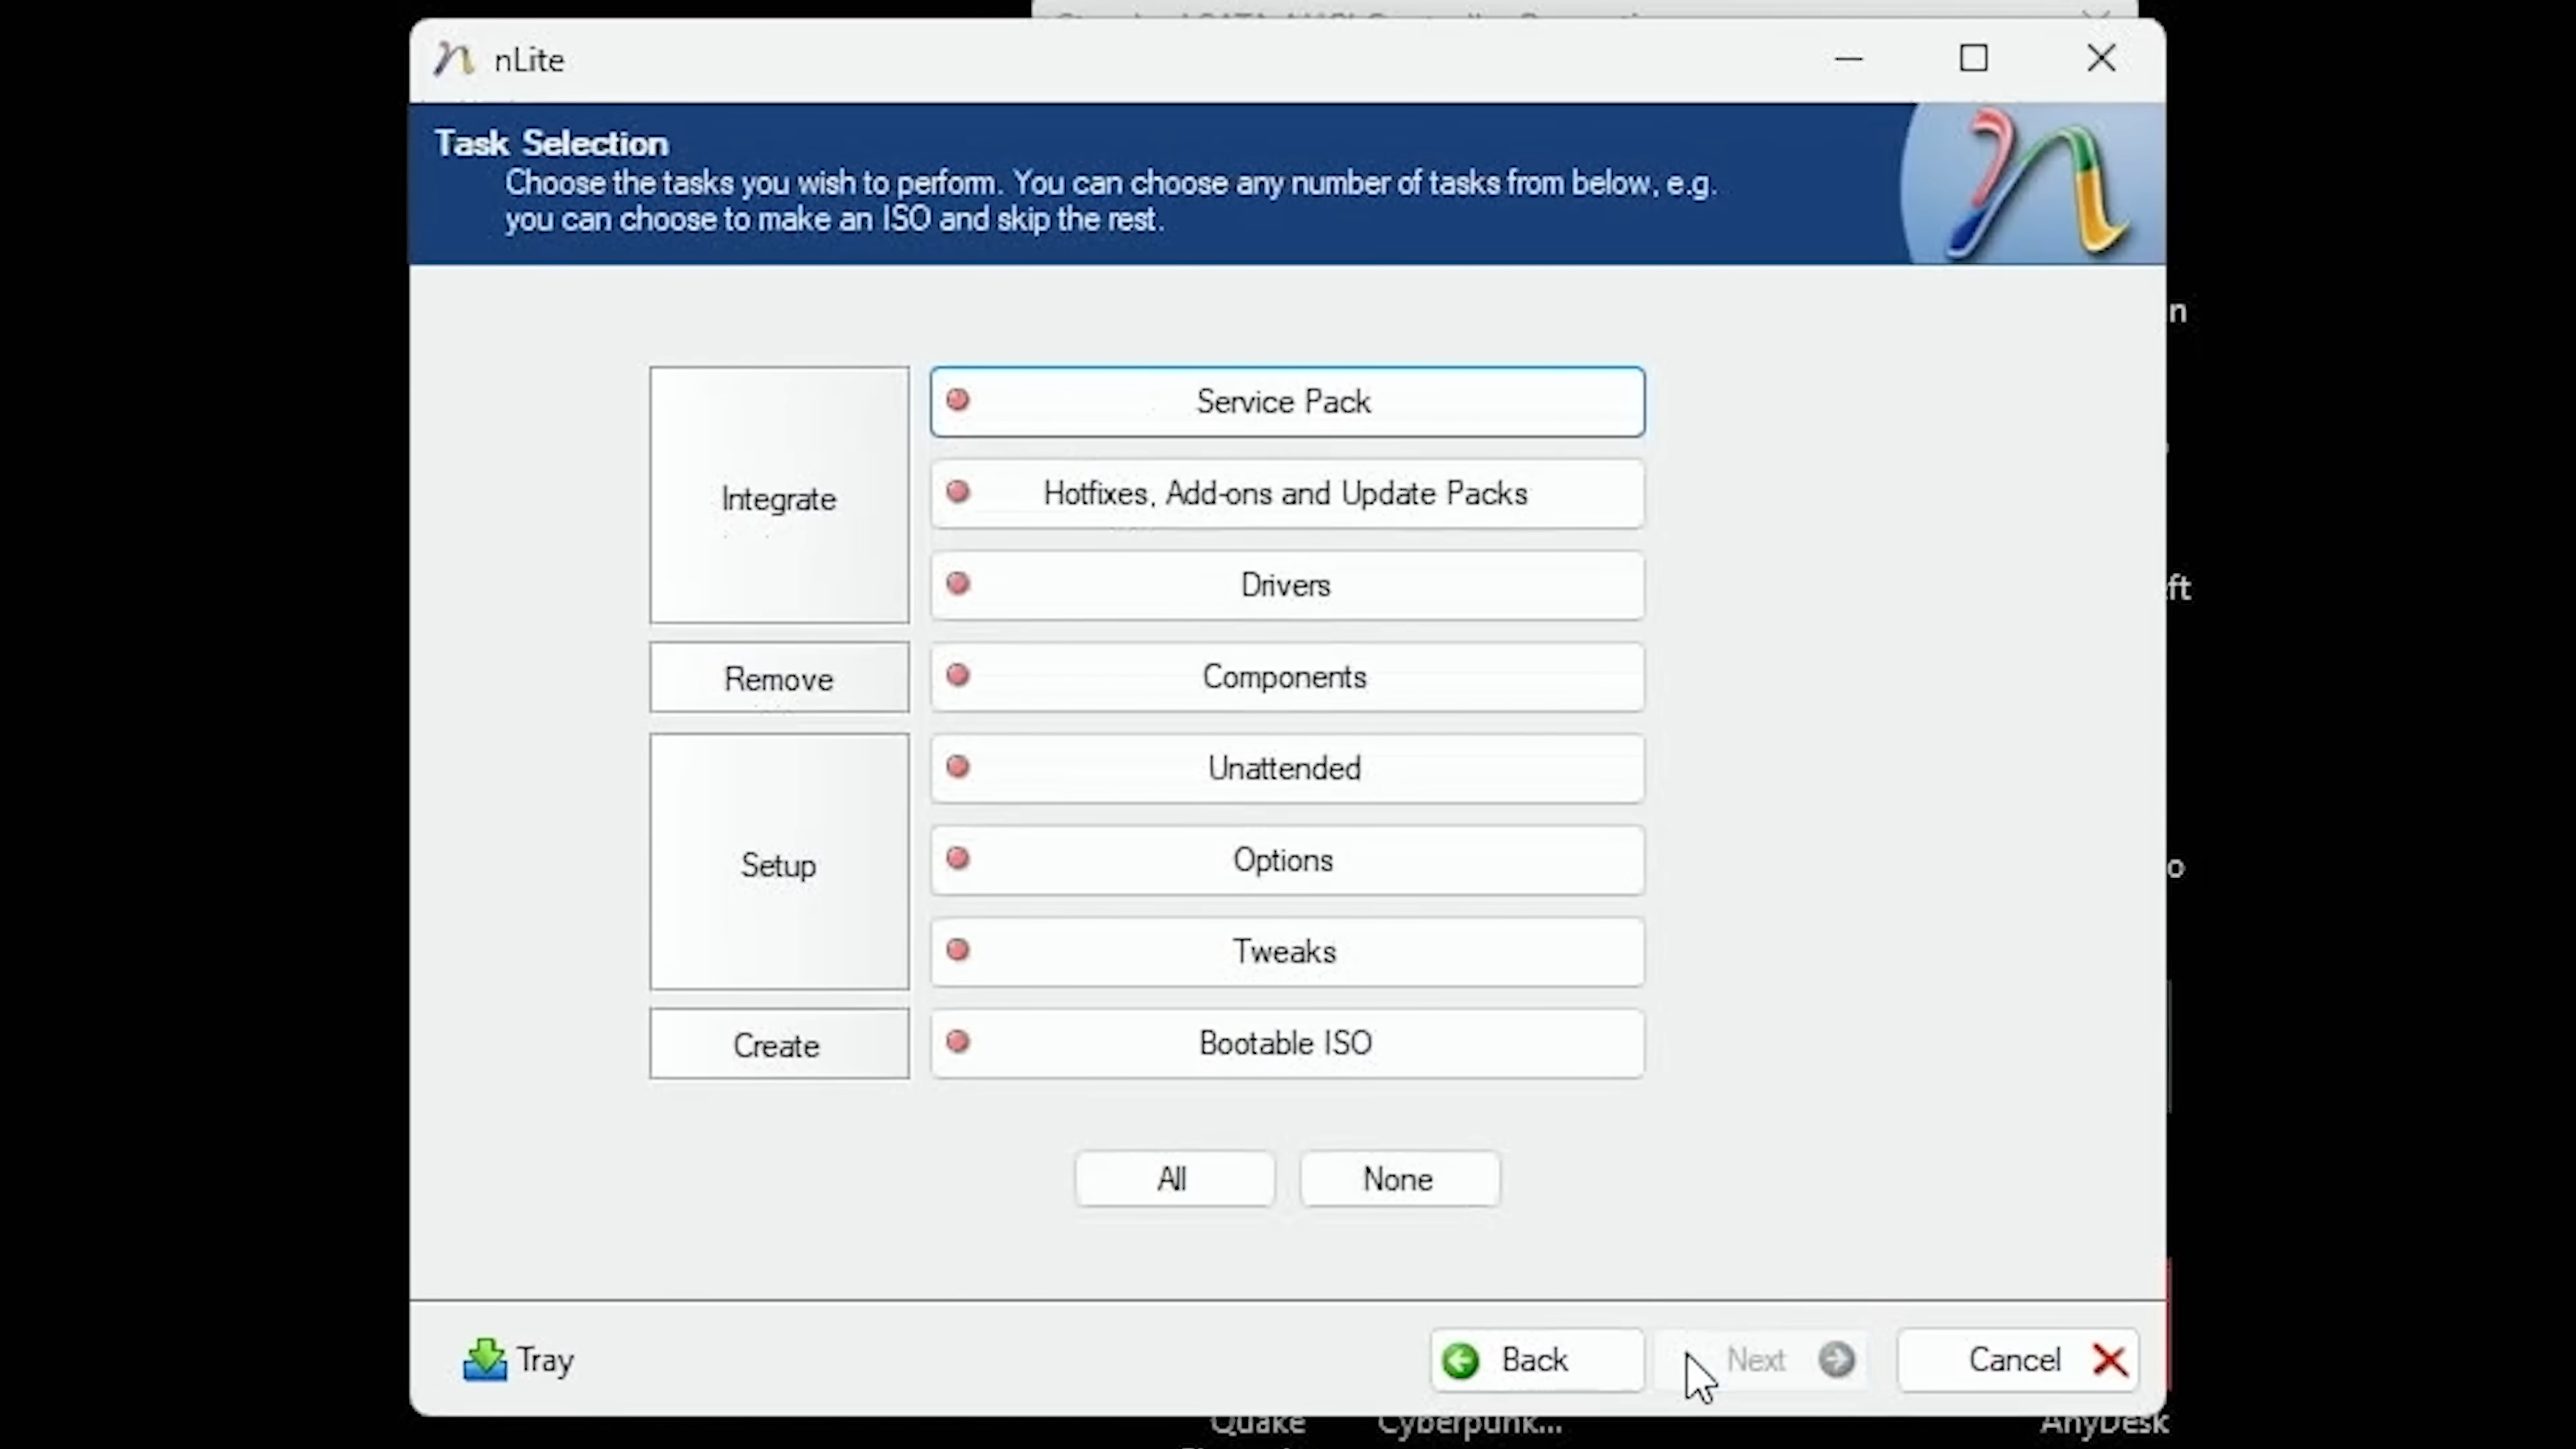 nLite
Task Selection
Choose the tasks you wish to perform. You can choose any number of tasks from below, e.g.
you can choose to make an ISO and skip the rest.
Integrate
Service Pack
Hotfixes, Add-ons and Update Packs
Drivers
Remove
Components
Setup
Unattended
Options
Tweaks
Create
Bootable ISO
All
None
Tray
Back
Next
Cancel
Quake
Cyberpunk...
AnyDesk